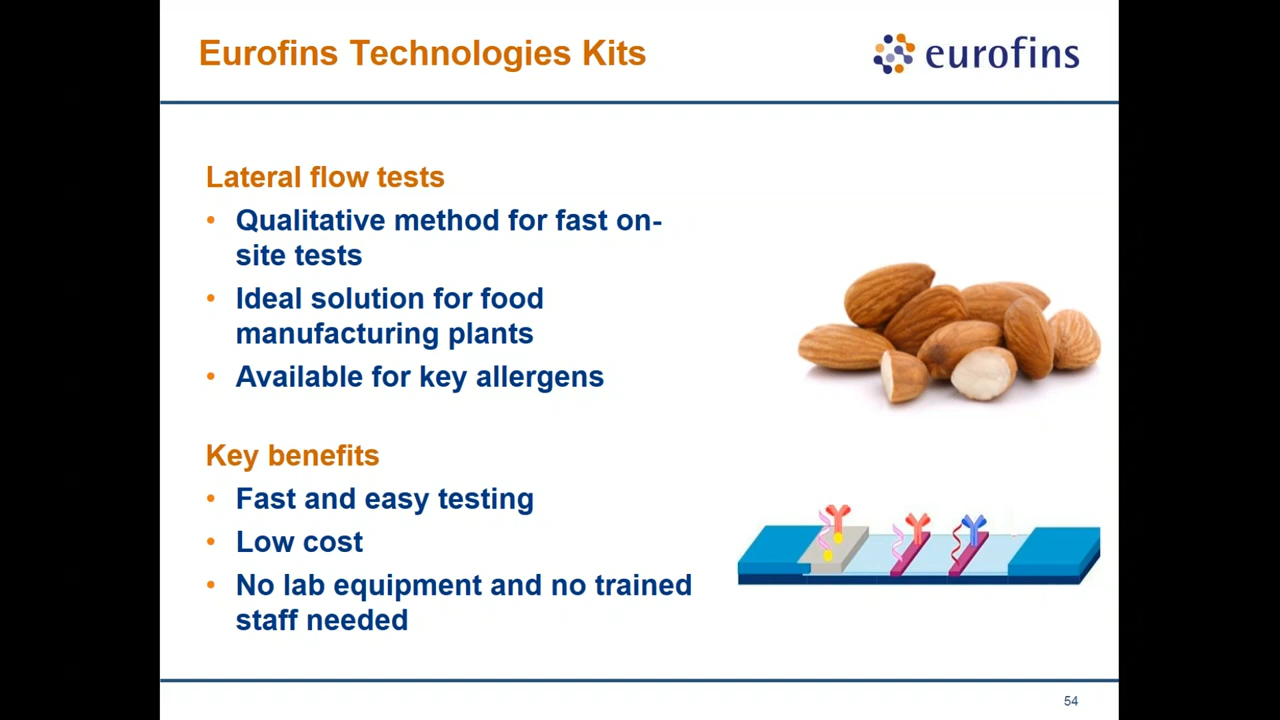 Eurofins Technologies Kits
eurofins
Lateral flow tests
• Qualitative method for fast on-
site tests
• Ideal solution for food
manufacturing plants
• Available for key allergens
Key benefits
• Fast and easy testing
• Low cost
• No lab equipment and no trained
staff needed
54